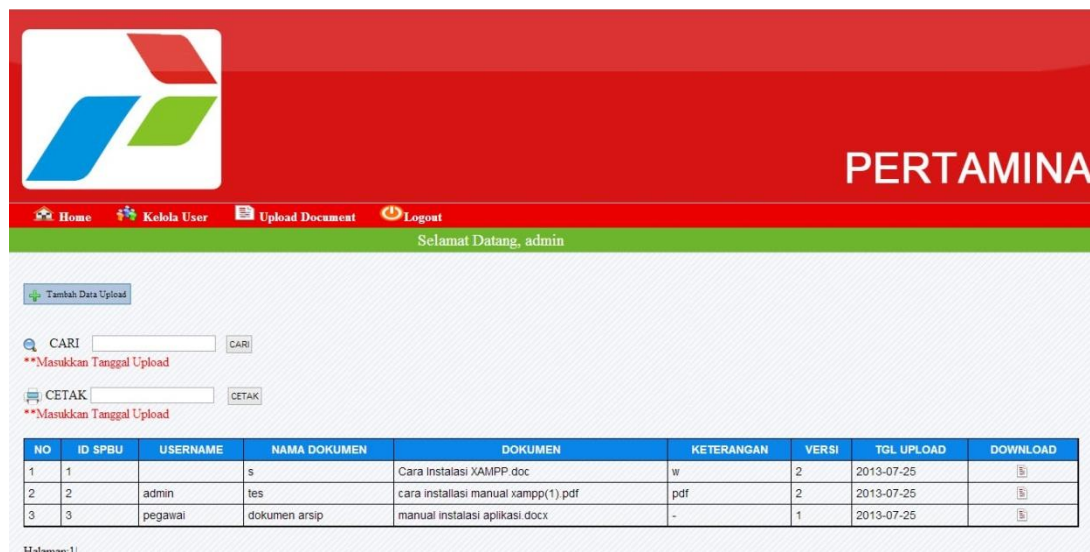 PERTAMINA
Home Kelola User Upload Document Logout
Selamat Datang, admin
Tambah Data Upload
CARI CARI
**Masukkan Tanggal Upload
CETAK CETAK
**Masukkan Tanggal Upload
NO ID SPBU USERNAME NAMA DOKUMEN DOKUMEN KETERANGAN VERSI TGL UPLOAD DOWNLOAD
1 1 s Cara Instalasi XAMPP.doc w 2 2013-07-25
2 2 admin tes cara installasi manual xampp(1).pdf pdf 2 2013-07-25
3 3 pegawai dokumen arsip manual instalasi aplikasi.docx - 1 2013-07-25
Halaman:1|